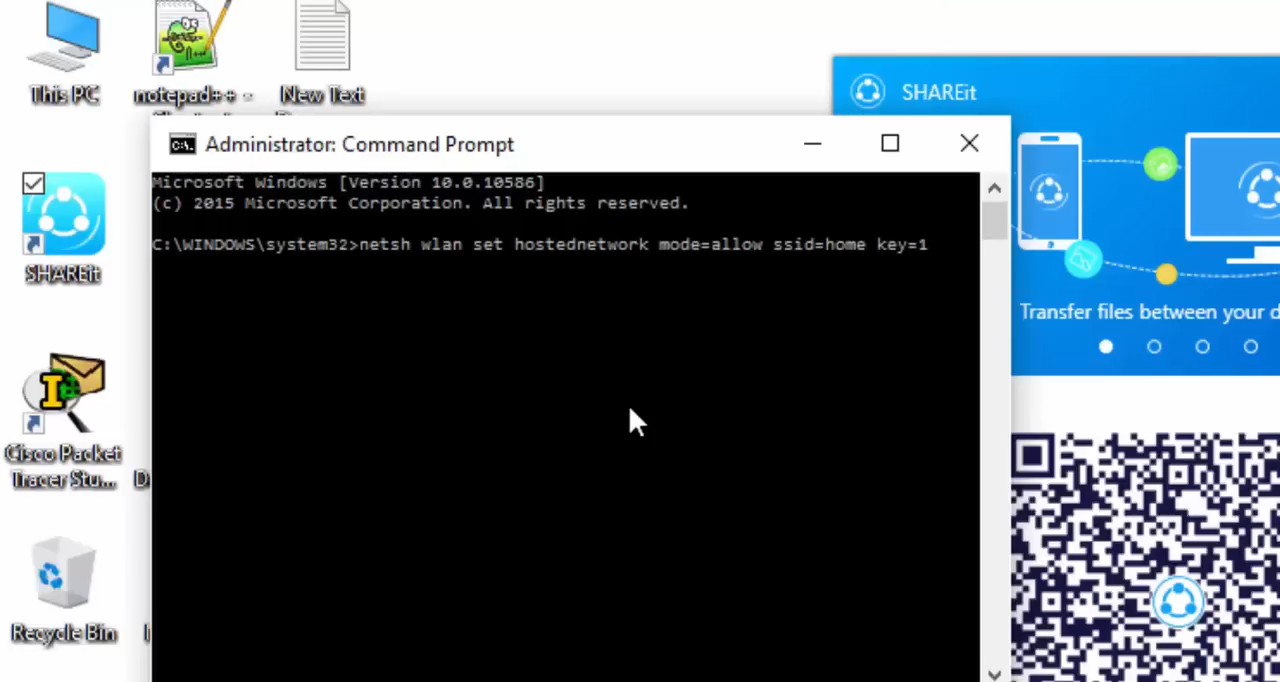 This PC
notepad++ -
New Text
SHAREit
Administrator: Command Prompt
Microsoft Windows [Version 10.0.10586]
(c) 2015 Microsoft Corporation. All rights reserved.
C:\WINDOWS\system32>netsh wlan set hostednetwork mode=allow ssid=home key=1
SHAREit
Transfer files between your d
Cisco Packet
Tracer Stu...
D
Recycle Bin